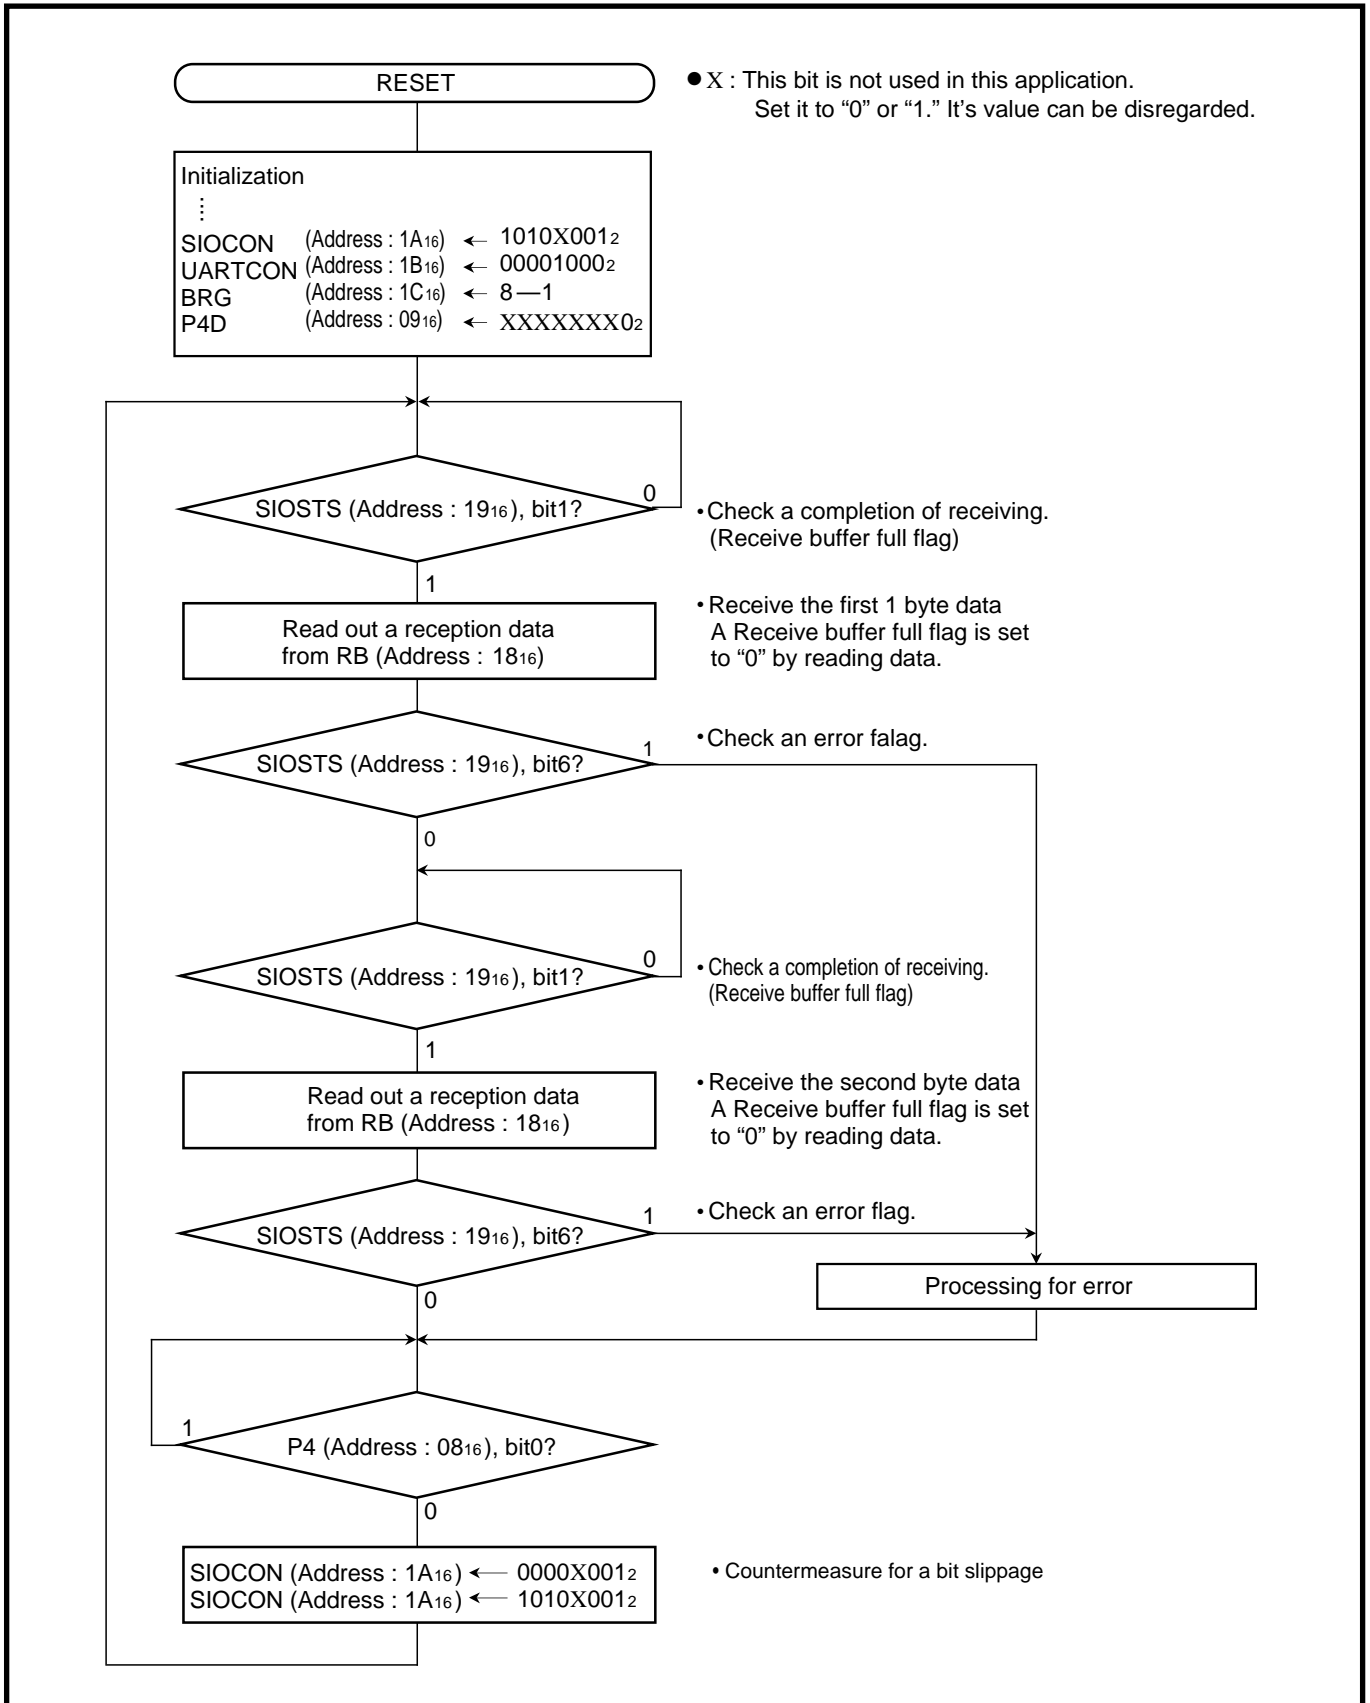 RESET
● X : This bit is not used in this application.
Set it to “0” or “1.” It’s value can be disregarded.
Initialization
⋮
SIOCON (Address : 1A16) ← 1010X0012
UARTCON (Address : 1B16) ← 000010002
BRG (Address : 1C16) ← 8—1
P4D (Address : 0916) ← XXXXXXX02
SIOSTS (Address : 1916), bit1?
0
• Check a completion of receiving.
(Receive buffer full flag)
1
Read out a reception data
from RB (Address : 1816)
• Receive the first 1 byte data
A Receive buffer full flag is set
to “0” by reading data.
SIOSTS (Address : 1916), bit6?
1
• Check an error falag.
0
SIOSTS (Address : 1916), bit1?
0
• Check a completion of receiving.
(Receive buffer full flag)
1
Read out a reception data
from RB (Address : 1816)
• Receive the second byte data
A Receive buffer full flag is set
to “0” by reading data.
SIOSTS (Address : 1916), bit6?
1
• Check an error flag.
Processing for error
0
1
P4 (Address : 0816), bit0?
0
SIOCON (Address : 1A16) ← 0000X0012
SIOCON (Address : 1A16) ← 1010X0012
• Countermeasure for a bit slippage